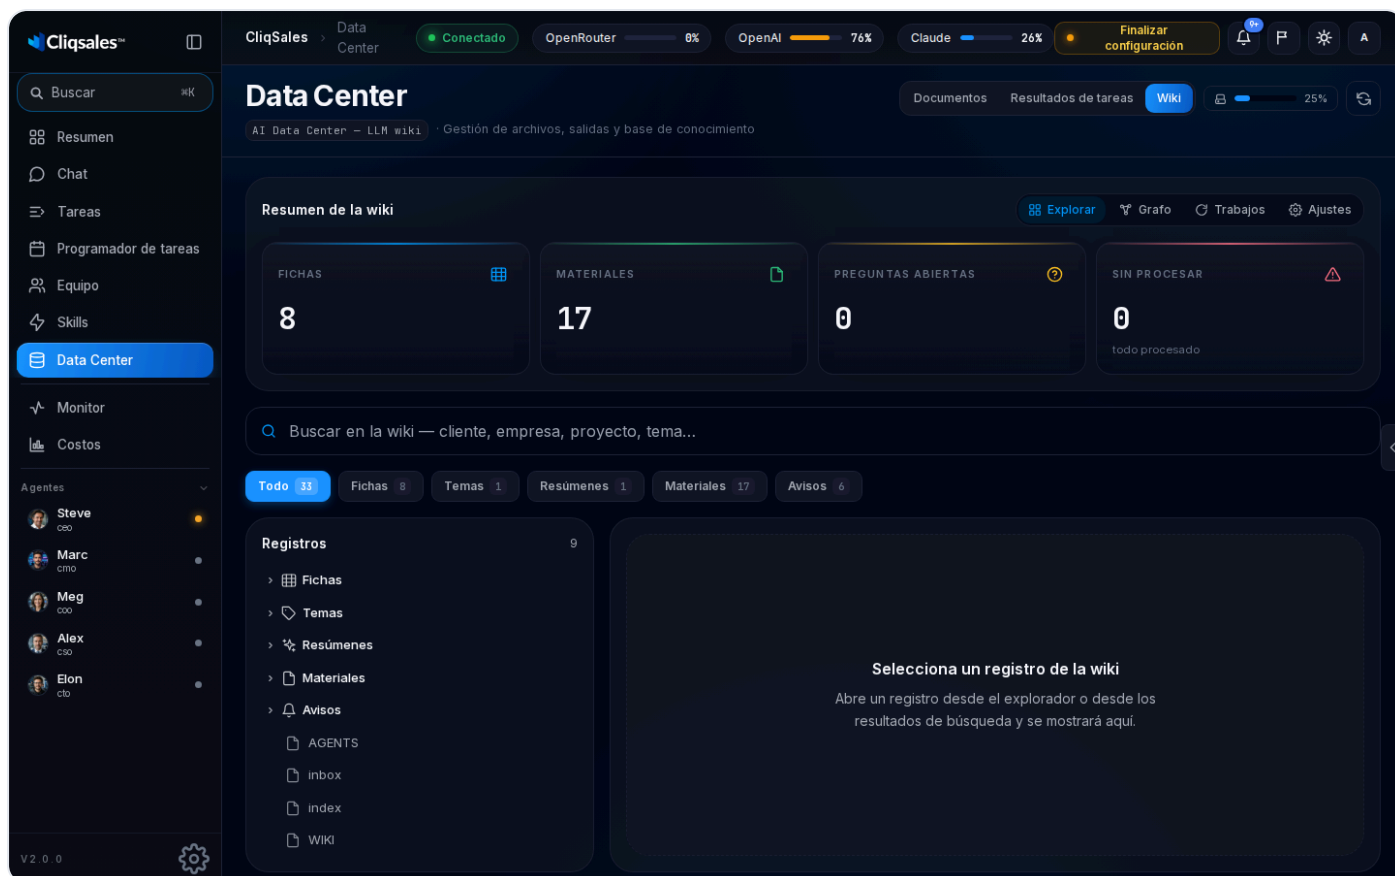 Cliqsales™
Buscar ⌘K
Resumen
Chat
Tareas
Programador de tareas
Equipo
Skills
Data Center
Monitor
Costos
Agentes
Steve
ceo
Marc
cmo
Meg
coo
Alex
cso
Elon
cto
V2.0.0
CliqSales > Data Center
Conectado
OpenRouter 0%
OpenAI 76%
Claude 26%
Finalizar configuración
9+
A
Data Center
AI Data Center — LLM wiki · Gestión de archivos, salidas y base de conocimiento
Documentos Resultados de tareas Wiki 25%
Resumen de la wiki
Explorar Grafo Trabajos Ajustes
FICHAS
8
MATERIALES
17
PREGUNTAS ABIERTAS
0
SIN PROCESAR
0
todo procesado
Buscar en la wiki — cliente, empresa, proyecto, tema...
Todo 33 Fichas 8 Temas 1 Resúmenes 1 Materiales 17 Avisos 6
Registros 9
Fichas
Temas
Resúmenes
Materiales
Avisos
AGENTS
inbox
index
WIKI
Selecciona un registro de la wiki
Abre un registro desde el explorador o desde los
resultados de búsqueda y se mostrará aquí.